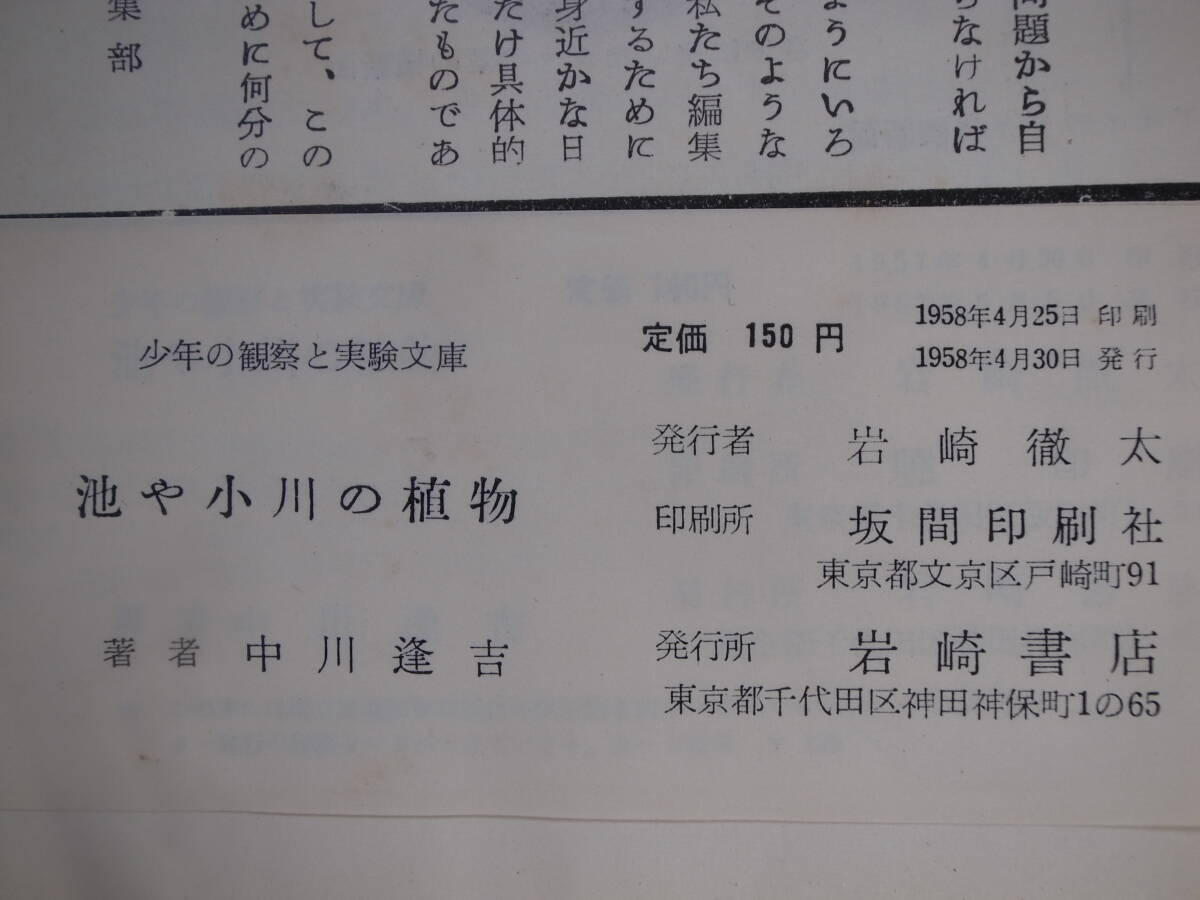 問題から自
らなければ
ようにいろ
そのような
私たち編集
するために
身近かな日
たけ具体的
たものであ
して、この
めに何分の
集部
少年の観察と実験文庫
池や小川の植物
著者 中川逢吉
定価 150円
1958年4月25日 印刷
1958年4月30日 発行
発行者 岩崎徹太
印刷所 坂間印刷社
東京都文京区戸崎町91
発行所 岩崎書店
東京都千代田区神田神保町1の65